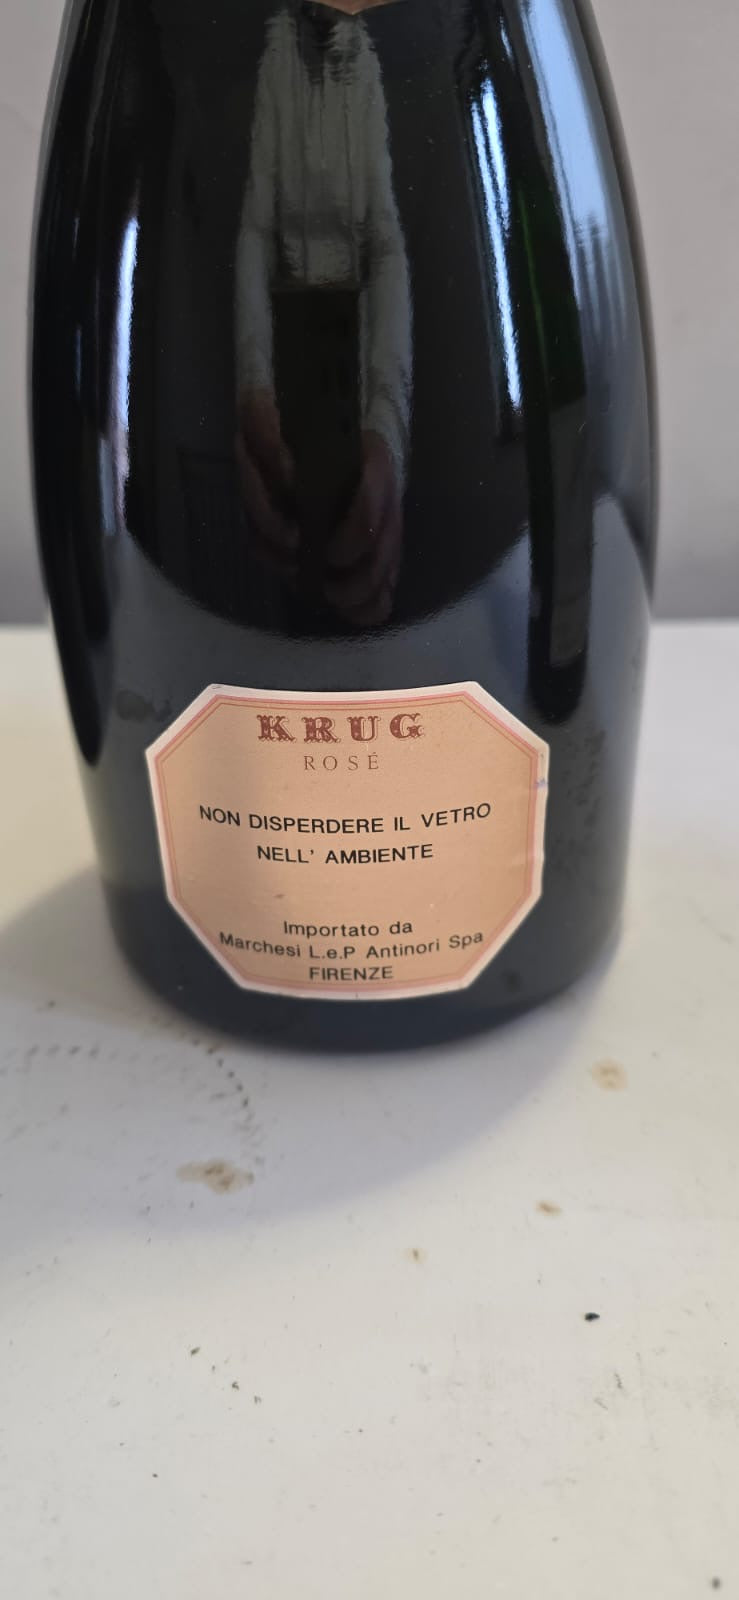 KRUG
ROSÉ
NON DISPERDERE IL VETRO
NELL' AMBIENTE
Importato da
Marchesi L.e.P Antinori Spa
FIRENZE